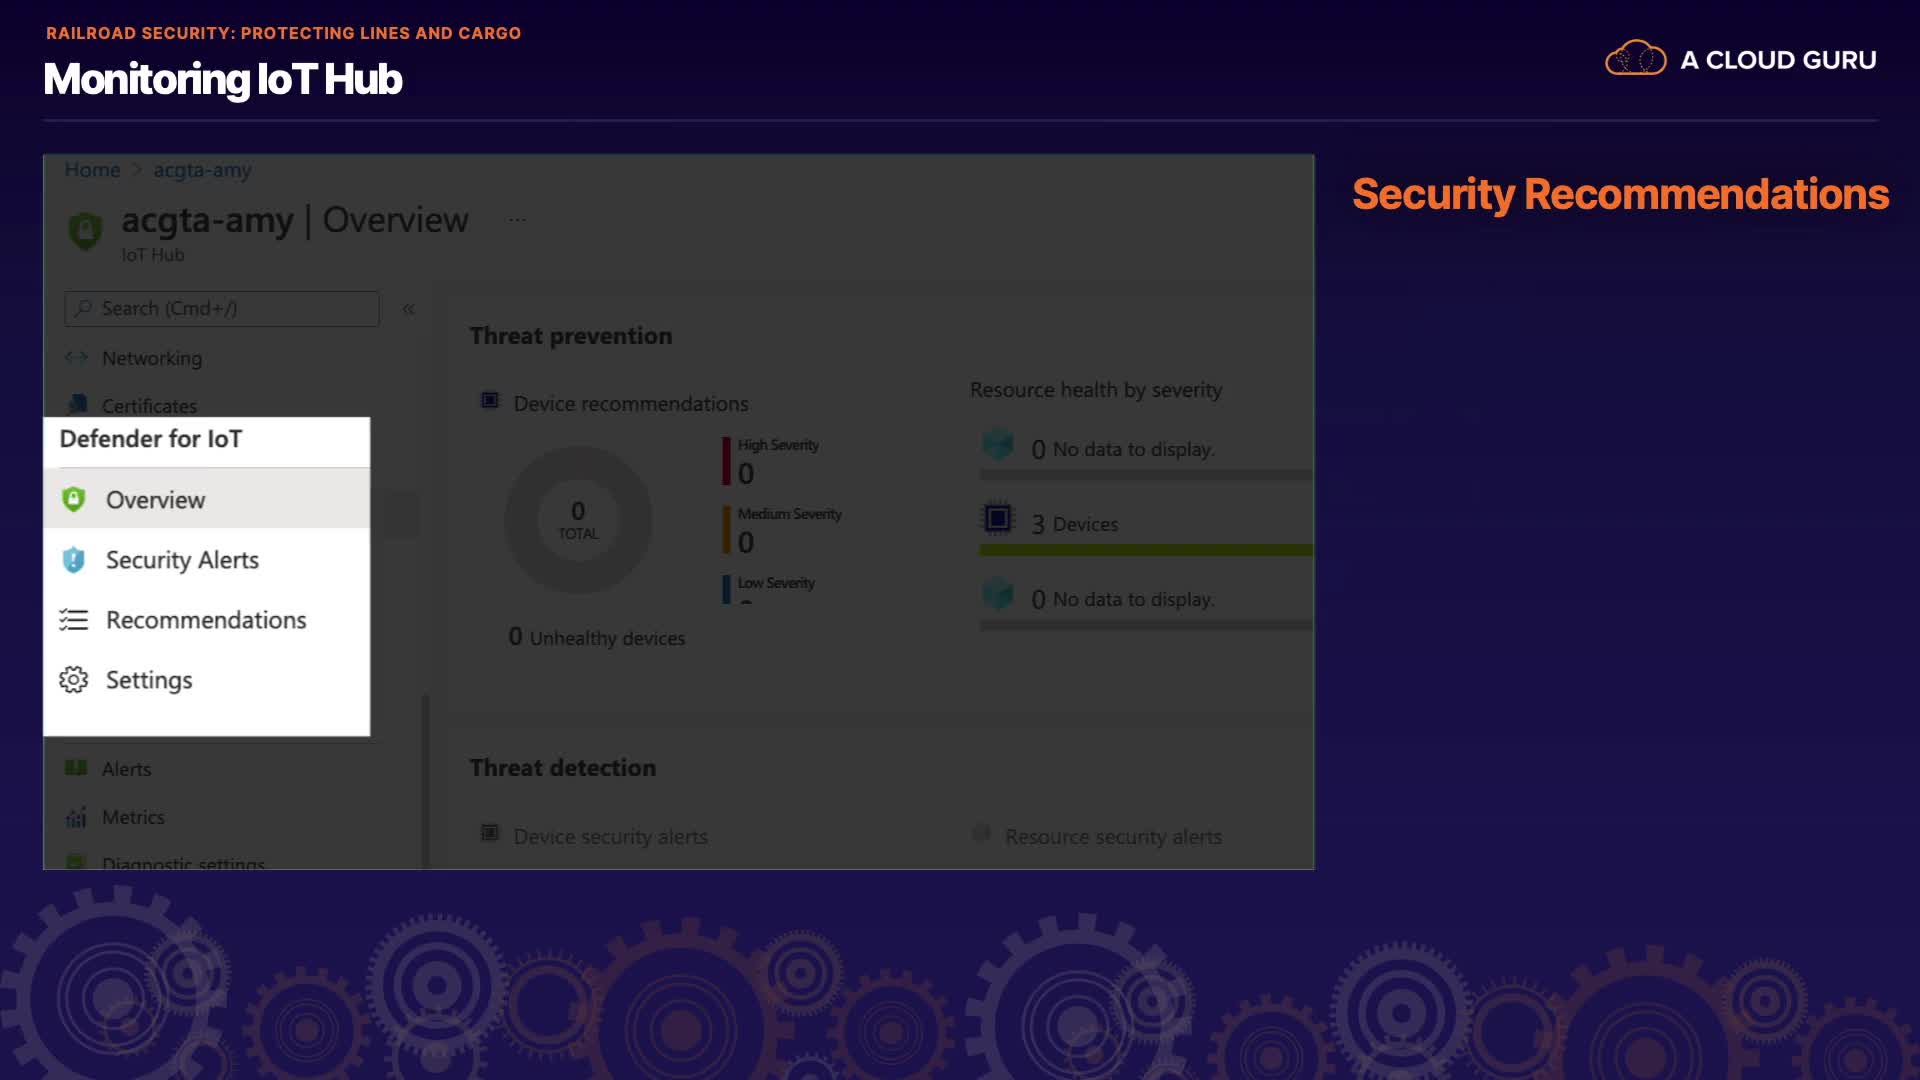 RAILROAD SECURITY: PROTECTING LINES AND CARGO
Monitoring IoT Hub
A CLOUD GURU
Home > acgta-amy
acgta-amy | Overview ...
IoT Hub
Search (Cmd+/) «
Networking
Certificates
Defender for IoT
Overview
Security Alerts
Recommendations
Settings
Alerts
Metrics
Diagnostic settings
Threat prevention
Device recommendations
0
TOTAL
High Severity
0
Medium Severity
0
Low Severity
0 Unhealthy devices
Resource health by severity
0 No data to display.
3 Devices
0 No data to display.
Threat detection
Device security alerts
Resource security alerts
Security Recommendations